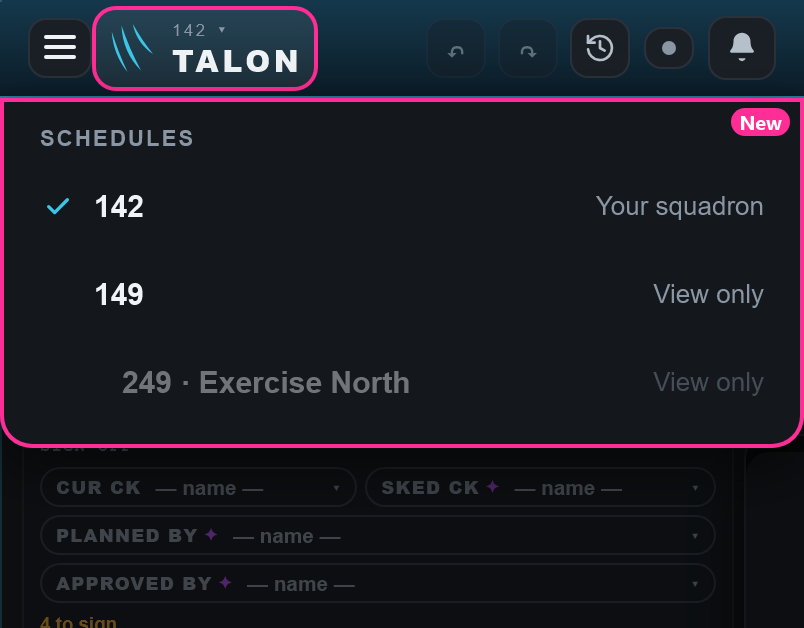 142 ▾
TALON
New
SCHEDULES
142 Your squadron
149 View only
249 · Exercise North View only
CUR CK — name — ▾ SKED CK ✦ — name — ▾
PLANNED BY ✦ — name — ▾
APPROVED BY ✦ — name — ▾
4 to sign